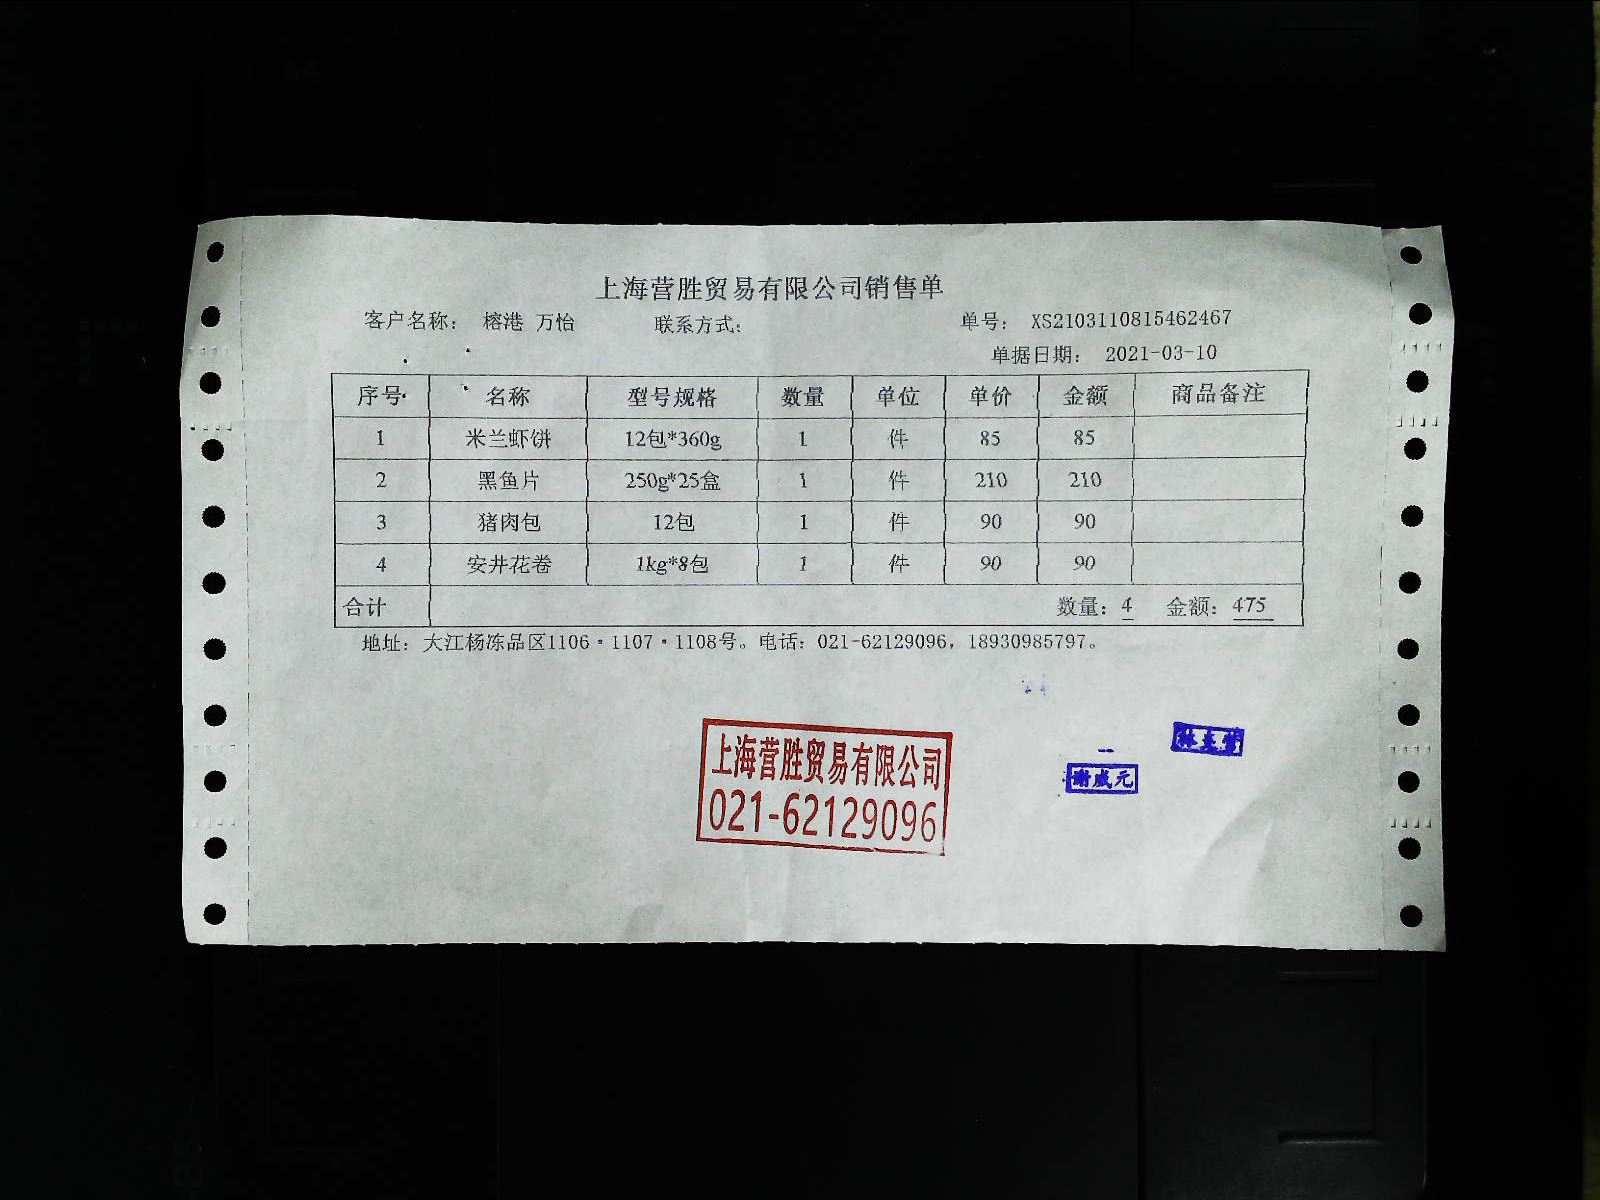 上海营胜贸易有限公司销售单
客户名称： 榕港 万怡 联系方式： 单号： XS2103110815462467
单据日期： 2021-03-10
序号 名称 型号规格 数量 单位 单价 金额 商品备注
1 米兰虾饼 12包*360g 1 件 85 85
2 黑鱼片 250g*25盒 1 件 210 210
3 猪肉包 12包 1 件 90 90
4 安井花卷 1kg*8包 1 件 90 90
合计 数量：4 金额：475
地址：大江杨冻品区1106·1107·1108号。电话：021-62129096，18930985797。
上海营胜贸易有限公司
021-62129096
谢威元